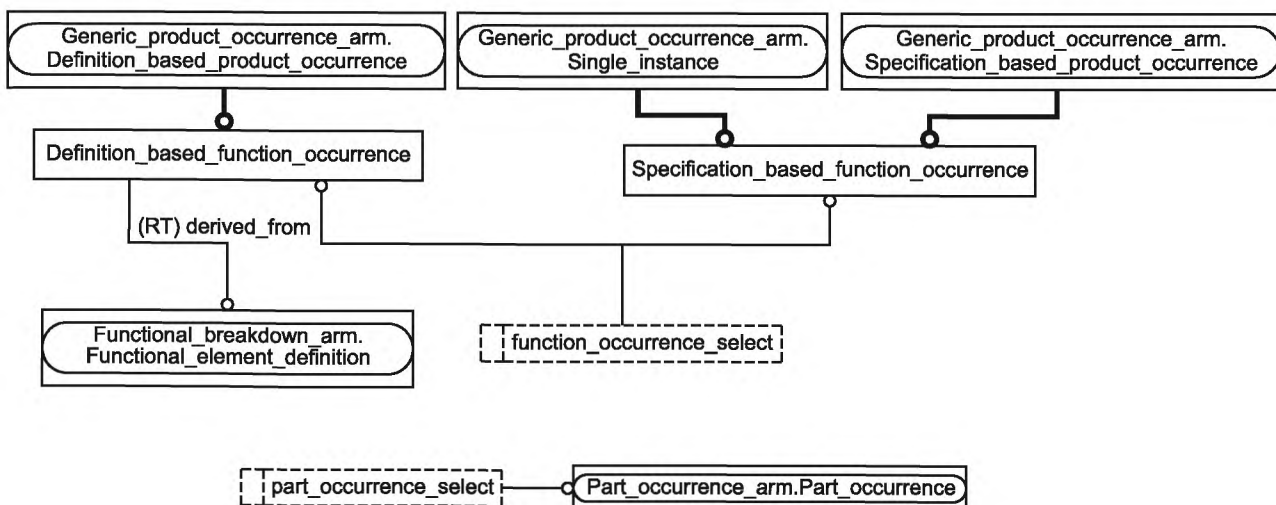 Generic_product_occurrence_arm.
Definition_based_product_occurrence
Generic_product_occurrence_arm.
Single_instance
Generic_product_occurrence_arm.
Specification_based_product_occurrence
Definition_based_function_occurrence
Specification_based_function_occurrence
(RT) derived_from
Functional_breakdown_arm.
Functional_element_definition
function_occurrence_select
part_occurrence_select
Part_occurrence_arm.Part_occurrence